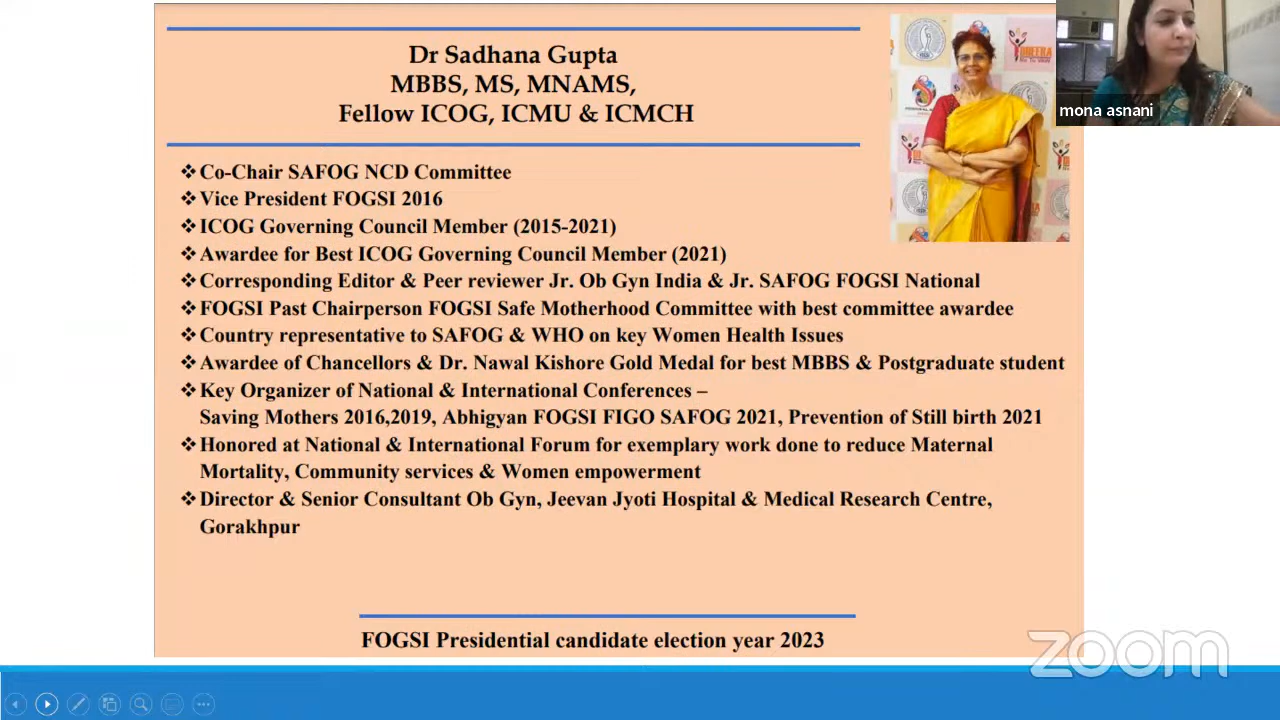 Dr Sadhana Gupta
MBBS, MS, MNAMS,
Fellow ICOG, ICMU & ICMCH
mona asnani
❖Co-Chair SAFOG NCD Committee
❖Vice President FOGSI 2016
❖ICOG Governing Council Member (2015-2021)
❖Awardee for Best ICOG Governing Council Member (2021)
❖Corresponding Editor & Peer reviewer Jr. Ob Gyn India & Jr. SAFOG FOGSI National
❖FOGSI Past Chairperson FOGSI Safe Motherhood Committee with best committee awardee
❖Country representative to SAFOG & WHO on key Women Health Issues
❖Awardee of Chancellors & Dr. Nawal Kishore Gold Medal for best MBBS & Postgraduate student
❖Key Organizer of National & International Conferences –
Saving Mothers 2016,2019, Abhigyan FOGSI FIGO SAFOG 2021, Prevention of Still birth 2021
❖Honored at National & International Forum for exemplary work done to reduce Maternal
Mortality, Community services & Women empowerment
❖Director & Senior Consultant Ob Gyn, Jeevan Jyoti Hospital & Medical Research Centre,
Gorakhpur
FOGSI Presidential candidate election year 2023
zoom